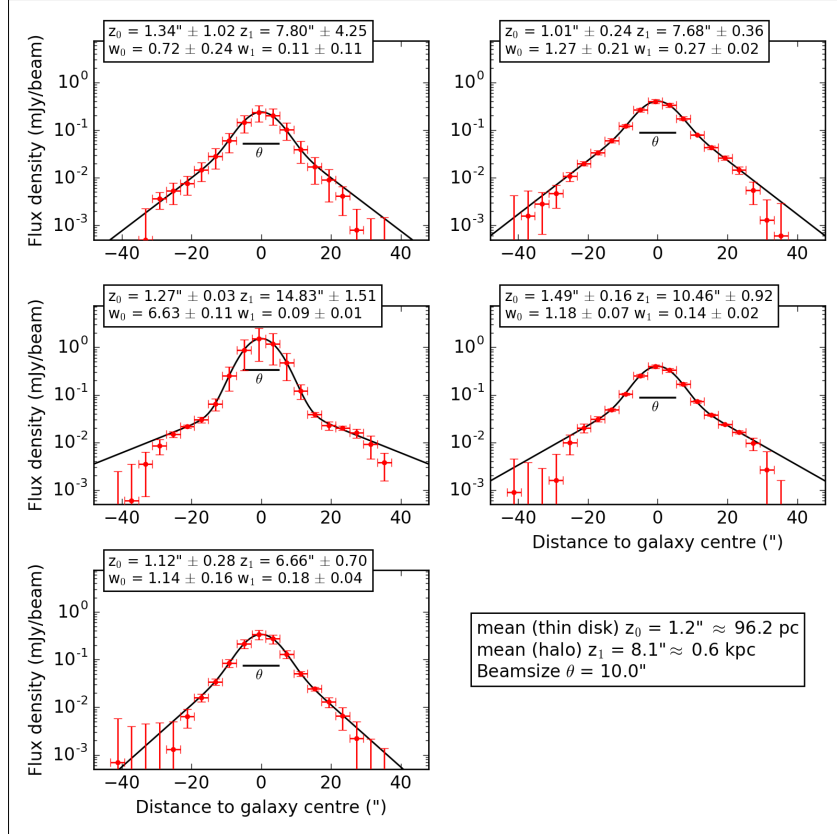 z₀ = 1.34" ± 1.02 z₁ = 7.80" ± 4.25
w₀ = 0.72 ± 0.24 w₁ = 0.11 ± 0.11
Flux density (mJy/beam)
10⁰
10⁻¹
10⁻²
10⁻³
θ
−40 −20 0 20 40
z₀ = 1.01" ± 0.24 z₁ = 7.68" ± 0.36
w₀ = 1.27 ± 0.21 w₁ = 0.27 ± 0.02
10⁰
10⁻¹
10⁻²
10⁻³
θ
−40 −20 0 20 40
z₀ = 1.27" ± 0.03 z₁ = 14.83" ± 1.51
w₀ = 6.63 ± 0.11 w₁ = 0.09 ± 0.01
Flux density (mJy/beam)
10⁰
10⁻¹
10⁻²
10⁻³
θ
−40 −20 0 20 40
z₀ = 1.49" ± 0.16 z₁ = 10.46" ± 0.92
w₀ = 1.18 ± 0.07 w₁ = 0.14 ± 0.02
10⁰
10⁻¹
10⁻²
10⁻³
θ
−40 −20 0 20 40
Distance to galaxy centre (")
z₀ = 1.12" ± 0.28 z₁ = 6.66" ± 0.70
w₀ = 1.14 ± 0.16 w₁ = 0.18 ± 0.04
Flux density (mJy/beam)
10⁰
10⁻¹
10⁻²
10⁻³
θ
−40 −20 0 20 40
Distance to galaxy centre (")
mean (thin disk) z₀ = 1.2" ≈ 96.2 pc
mean (halo) z₁ = 8.1" ≈ 0.6 kpc
Beamsize θ = 10.0"